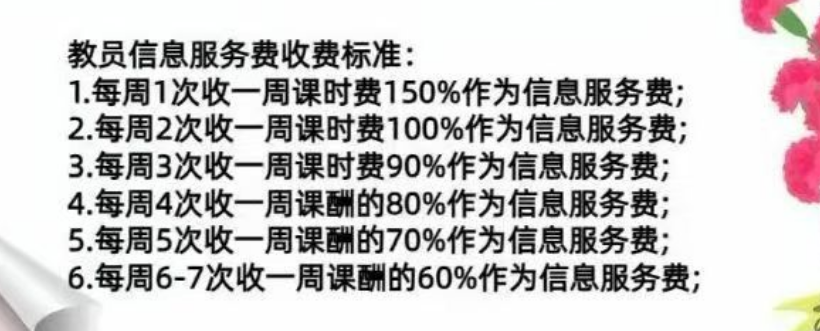 教员信息服务费收费标准：
1.每周1次收一周课时费150%作为信息服务费;
2.每周2次收一周课时费100%作为信息服务费;
3.每周3次收一周课时费90%作为信息服务费;
4.每周4次收一周课酬的80%作为信息服务费;
5.每周5次收一周课酬的70%作为信息服务费;
6.每周6-7次收一周课酬的60%作为信息服务费;